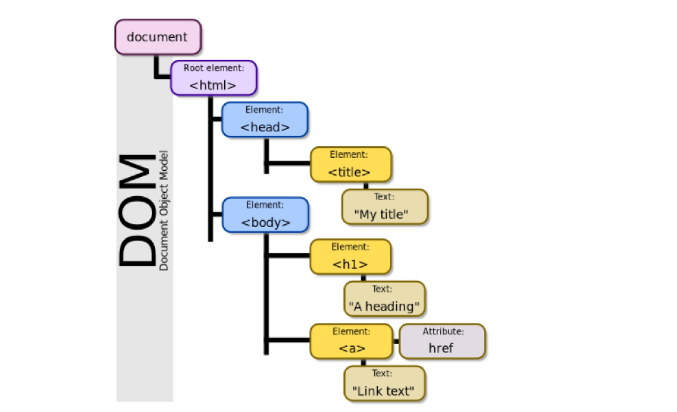 document
Root element:
<html>
Element:
<head>
Element:
<title>
Text:
"My title"
Element:
<body>
Element:
<h1>
Text:
"A heading"
Element:
<a>
Attribute:
href
Text:
"Link text"
DOM
Document Object Model